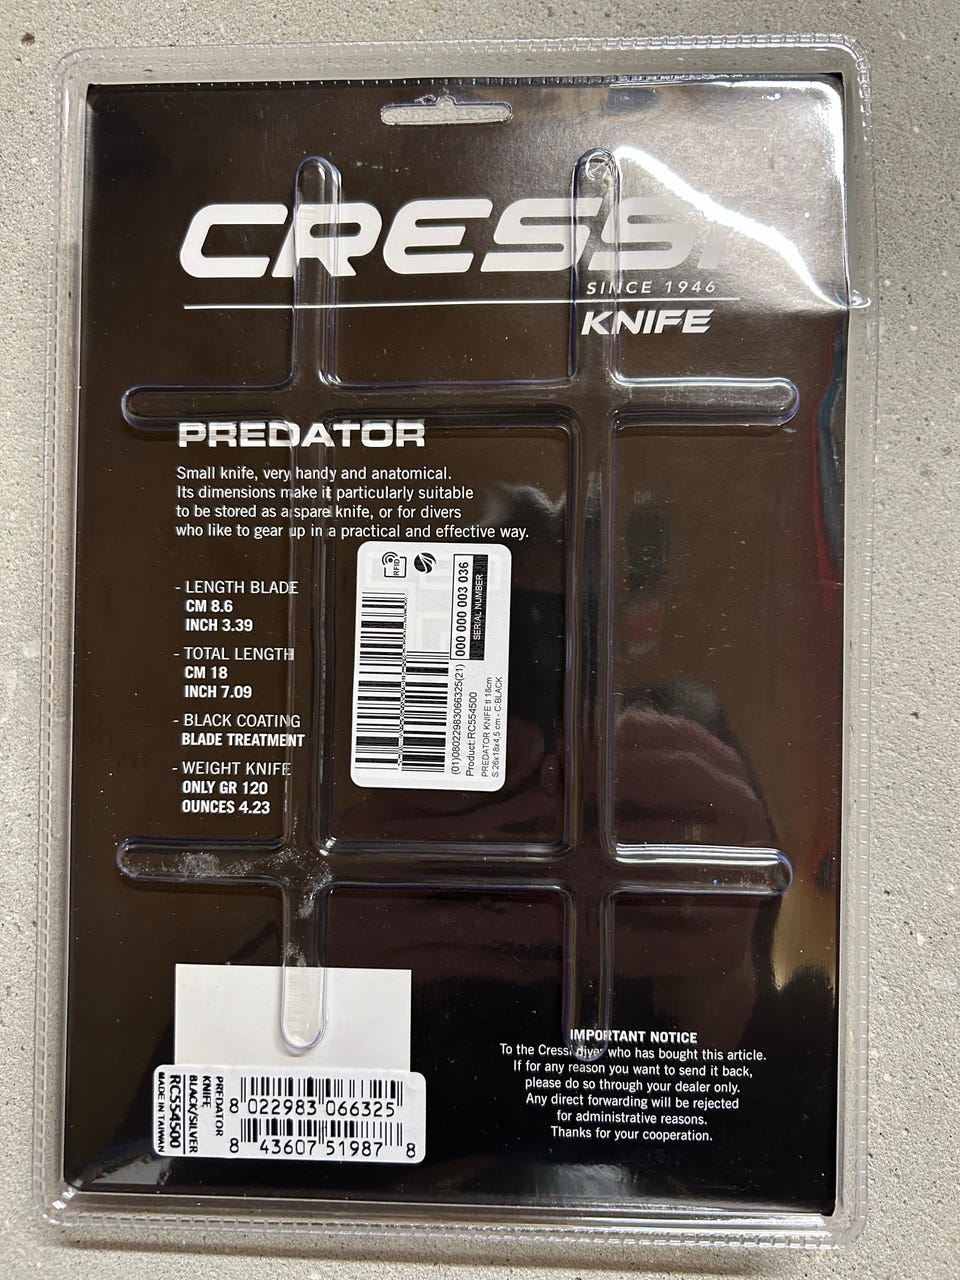 CRESSI
SINCE 1946
KNIFE
PREDATOR
Small knife, very handy and anatomical.
Its dimensions make it particularly suitable
to be stored as a spare knife, or for divers
who like to gear up in a practical and effective way.
- LENGTH BLADE
CM 8.6
INCH 3.39
- TOTAL LENGTH
CM 18
INCH 7.09
- BLACK COATING
BLADE TREATMENT
- WEIGHT KNIFE
ONLY GR 120
OUNCES 4.23
RFID
000 000 003 036
SERIAL NUMBER
(01)08022983066325(21)
Product:RC554500
PREDATOR KNIFE tl 18cm
S:26x18x4,5 cm - C:BLACK
PREDATOR
KNIFE
BLACK/SILVER
RC554500
MADE IN TAIWAN
8 022983 066325
8 43607 51987 8
IMPORTANT NOTICE
To the Cressi diver who has bought this article.
If for any reason you want to send it back,
please do so through your dealer only.
Any direct forwarding will be rejected
for administrative reasons.
Thanks for your cooperation.